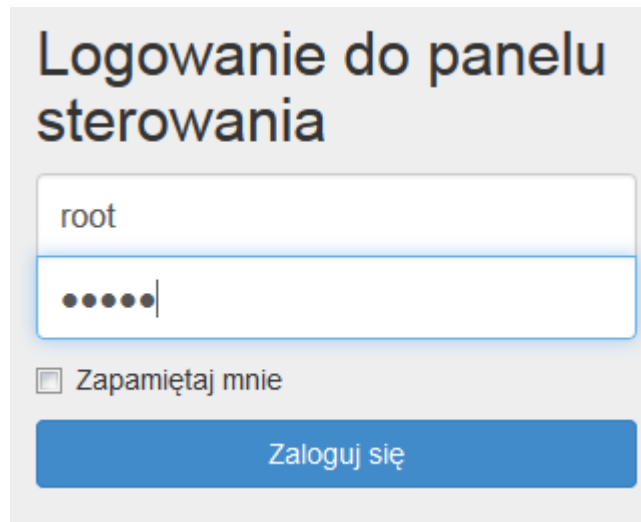 Logowanie do panelu
sterowania
root
●●●●●
Zapamiętaj mnie
Zaloguj się